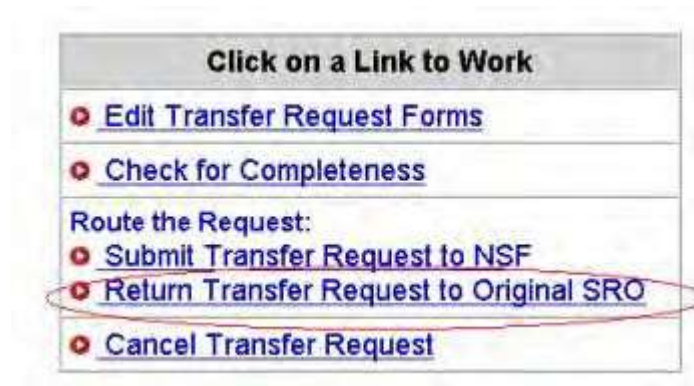 Click on a Link to Work
Edit Transfer Request Forms
Check for Completeness
Route the Request:
Submit Transfer Request to NSF
Return Transfer Request to Original SRO
Cancel Transfer Request